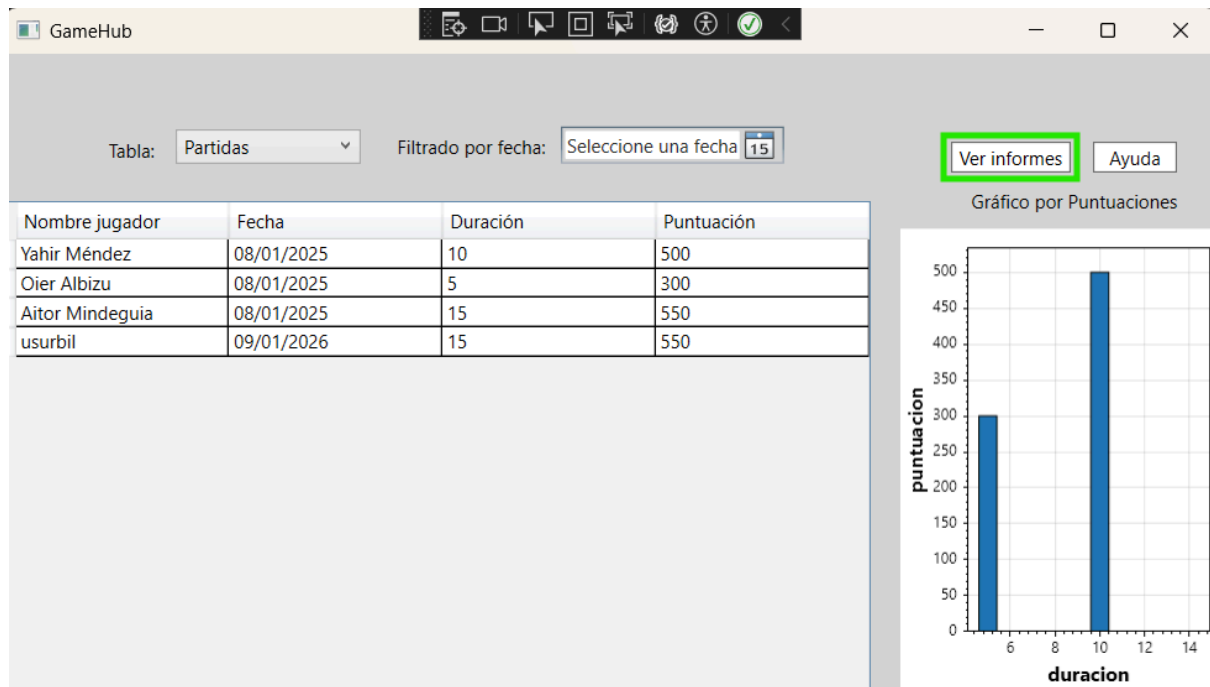 GameHub
Tabla: Partidas Filtrado por fecha: Seleccione una fecha 15
Ver informes Ayuda
Gráfico por Puntuaciones
Nombre jugador Fecha Duración Puntuación
Yahir Méndez 08/01/2025 10 500
Oier Albizu 08/01/2025 5 300
Aitor Mindeguia 08/01/2025 15 550
usurbil 09/01/2026 15 550
500
450
400
350
300
250
200
150
100
50
0
puntuacion
6 8 10 12 14
duracion